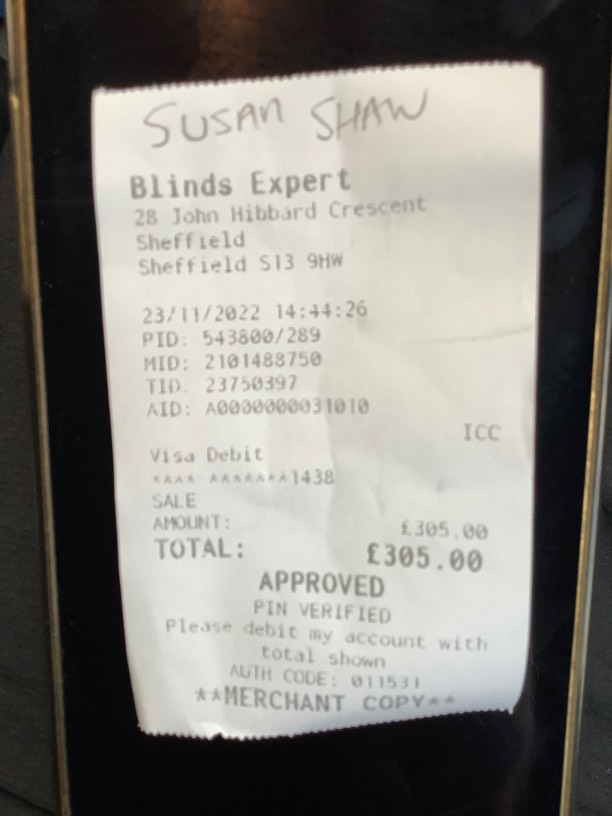 SUSAN SHAW
Blinds Expert
28 John Hibbard Crescent
Sheffield
Sheffield S13 9HW
23/11/2022 14:44:26
PID: 543800/289
MID: 2101488750
TID: 23750397
AID: A0000000031010
ICC
Visa Debit
**** *******1438
SALE
AMOUNT: £305.00
TOTAL: £305.00
APPROVED
PIN VERIFIED
Please debit my account with
total shown
AUTH CODE: 011531
**MERCHANT COPY**